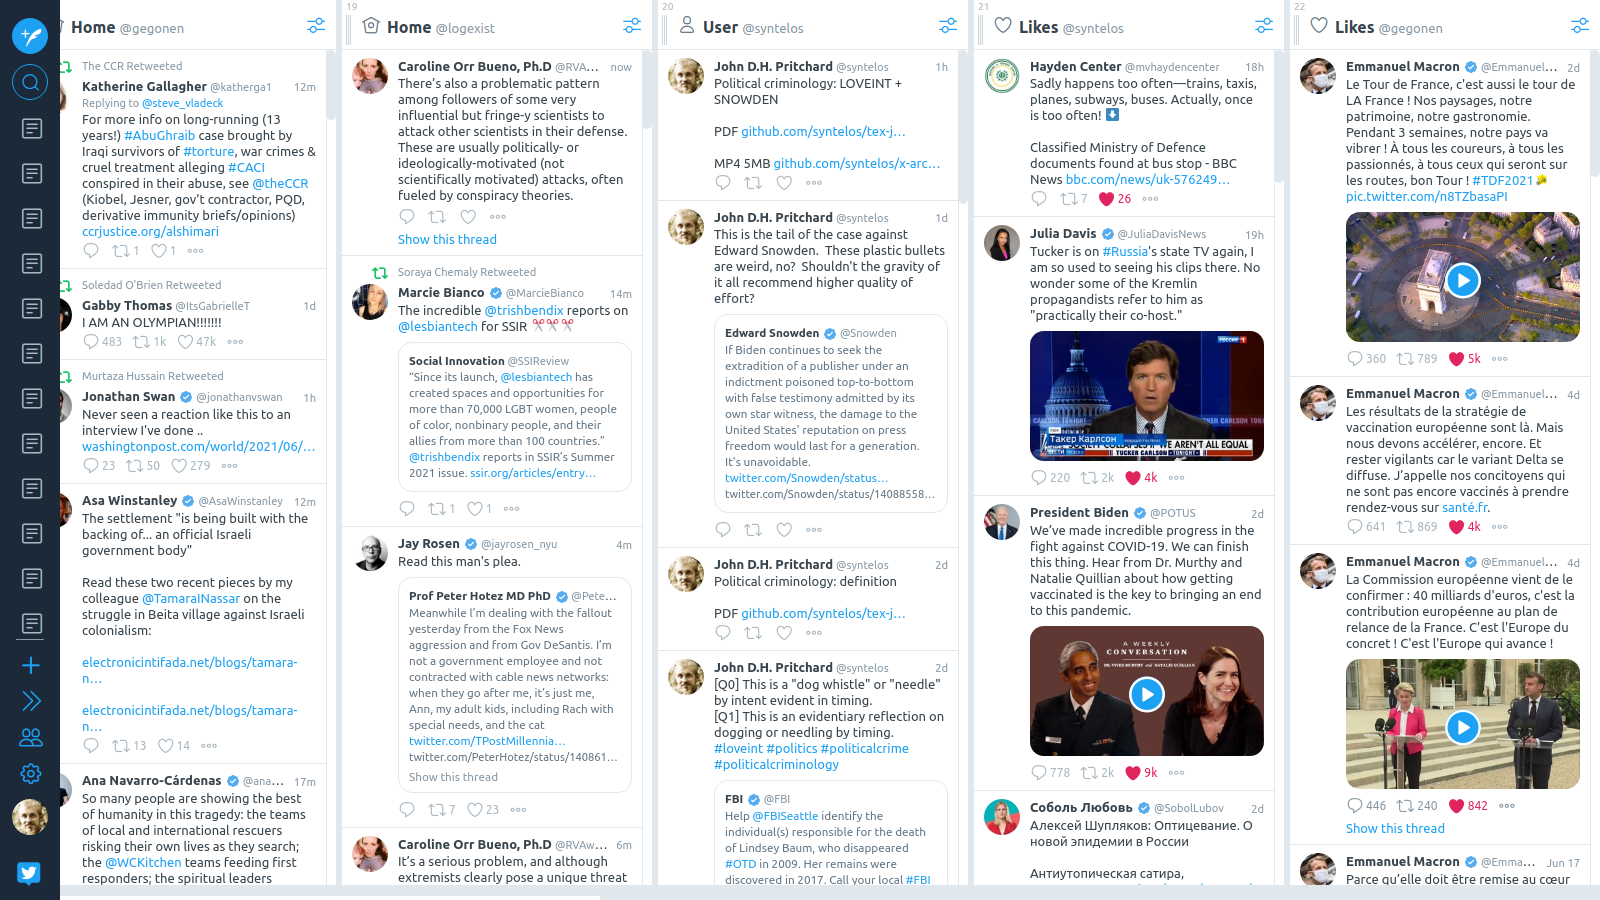 Home @gegonen
The CCR Retweeted
Katherine Gallagher @katherga1 12m
Replying to @steve_vladeck
For more info on long-running (13
years!) #AbuGhraib case brought by
Iraqi survivors of #torture, war crimes &
cruel treatment alleging #CACI
conspired in their abuse, see @theCCR
(Kiobel, Jesner, gov't contractor, PQD,
derivative immunity briefs/opinions)
ccrjustice.org/alshimari
1 1
Soledad O'Brien Retweeted
Gabby Thomas @ItsGabrielleT 1d
I AM AN OLYMPIAN!!!!!!!
483 1k 47k
Murtaza Hussain Retweeted
Jonathan Swan @jonathanvswan 1h
Never seen a reaction like this to an
interview I've done ..
washingtonpost.com/world/2021/06/…
23 50 279
Asa Winstanley @AsaWinstanley 12m
The settlement "is being built with the
backing of... an official Israeli
government body"
Read these two recent pieces by my
colleague @TamaraINassar on the
struggle in Beita village against Israeli
colonialism:
electronicintifada.net/blogs/tamara-
n…
electronicintifada.net/blogs/tamara-
n…
13 14
Ana Navarro-Cárdenas @ana… 17m
So many people are showing the best
of humanity in this tragedy: the teams
of local and international rescuers
risking their own lives as they search;
the @WCKitchen teams feeding first
responders; the spiritual leaders
19
Home @logexist
Caroline Orr Bueno, Ph.D @RVA… now
There's also a problematic pattern
among followers of some very
influential but fringe-y scientists to
attack other scientists in their defense.
These are usually politically- or
ideologically-motivated (not
scientifically motivated) attacks, often
fueled by conspiracy theories.
Show this thread
Soraya Chemaly Retweeted
Marcie Bianco @MarcieBianco 14m
The incredible @trishbendix reports on
@lesbiantech for SSIR
Social Innovation @SSIReview
“Since its launch, @lesbiantech has
created spaces and opportunities for
more than 70,000 LGBT women, people
of color, nonbinary people, and their
allies from more than 100 countries.”
@trishbendix reports in SSIR’s Summer
2021 issue. ssir.org/articles/entry…
1 1
Jay Rosen @jayrosen_nyu 4m
Read this man's plea.
Prof Peter Hotez MD PhD @Pete…
Meanwhile I’m dealing with the fallout
yesterday from the Fox News
aggression and from Gov DeSantis. I’m
not a government employee and not
contracted with cable news networks:
when they go after me, it’s just me,
Ann, my adult kids, including Rach with
special needs, and the cat
twitter.com/TPostMillennia…
twitter.com/PeterHotez/status/140861…
Show this thread
7 23
Caroline Orr Bueno, Ph.D @RVAw… 6m
It’s a serious problem, and although
extremists clearly pose a unique threat
20
User @syntelos
John D.H. Pritchard @syntelos 1h
Political criminology: LOVEINT +
SNOWDEN
PDF github.com/syntelos/tex-j…
MP4 5MB github.com/syntelos/x-arc…
John D.H. Pritchard @syntelos 1d
This is the tail of the case against
Edward Snowden. These plastic bullets
are weird, no? Shouldn't the gravity of
it all recommend higher quality of
effort?
Edward Snowden @Snowden
If Biden continues to seek the
extradition of a publisher under an
indictment poisoned top-to-bottom
with false testimony admitted by its
own star witness, the damage to the
United States' reputation on press
freedom would last for a generation.
It's unavoidable.
twitter.com/Snowden/status…
twitter.com/Snowden/status/14088558…
John D.H. Pritchard @syntelos 2d
Political criminology: definition
PDF github.com/syntelos/tex-j…
John D.H. Pritchard @syntelos 2d
[Q0] This is a "dog whistle" or "needle"
by intent evident in timing.
[Q1] This is an evidentiary reflection on
dogging or needling by timing.
#loveint #politics #politicalcrime
#politicalcriminology
FBI @FBI
Help @FBISeattle identify the
individual(s) responsible for the death
of Lindsey Baum, who disappeared
#OTD in 2009. Her remains were
discovered in 2017. Call your local #FBI
21
Likes @syntelos
Hayden Center @mvhaydencenter 18h
Sadly happens too often—trains, taxis,
planes, subways, buses. Actually, once
is too often!
Classified Ministry of Defence
documents found at bus stop - BBC
News bbc.com/news/uk-576249…
7 26
Julia Davis @JuliaDavisNews 19h
Tucker is on #Russia's state TV again, I
am so used to seeing his clips there. No
wonder some of the Kremlin
propagandists refer to him as
"practically their co-host."
РОССИЯ 1
Такер Карлсон
WE AREN'T ALL EQUAL
TUCKER CARLSON • TONIGHT
220 2k 4k
President Biden @POTUS 2d
We’ve made incredible progress in the
fight against COVID-19. We can finish
this thing. Hear from Dr. Murthy and
Natalie Quillian about how getting
vaccinated is the key to bringing an end
to this pandemic.
A WEEKLY
CONVERSATION
DR. VIVEK MURTHY AND NATALIE QUILLIAN
778 2k 9k
Соболь Любовь @SobolLubov 2d
Алексей Шупляков: Оптицевание. О
новой эпидемии в России
Антиутопическая сатира,
22
Likes @gegonen
Emmanuel Macron @Emmanuel… 2d
Le Tour de France, c'est aussi le tour de
LA France ! Nos paysages, notre
patrimoine, notre gastronomie.
Pendant 3 semaines, notre pays va
vibrer ! À tous les coureurs, à tous les
passionnés, à tous ceux qui seront sur
les routes, bon Tour ! #TDF2021
pic.twitter.com/n8TZbasaPI
360 789 5k
Emmanuel Macron @Emmanuel… 4d
Les résultats de la stratégie de
vaccination européenne sont là. Mais
nous devons accélérer, encore. Et
rester vigilants car le variant Delta se
diffuse. J’appelle nos concitoyens qui
ne sont pas encore vaccinés à prendre
rendez-vous sur santé.fr.
641 869 4k
Emmanuel Macron @Emmanuel… 4d
La Commission européenne vient de le
confirmer : 40 milliards d'euros, c'est la
contribution européenne au plan de
relance de la France. C'est l'Europe du
concret ! C'est l'Europe qui avance !
446 240 842
Show this thread
Emmanuel Macron @Emma… Jun 17
Parce qu’elle doit être remise au cœur